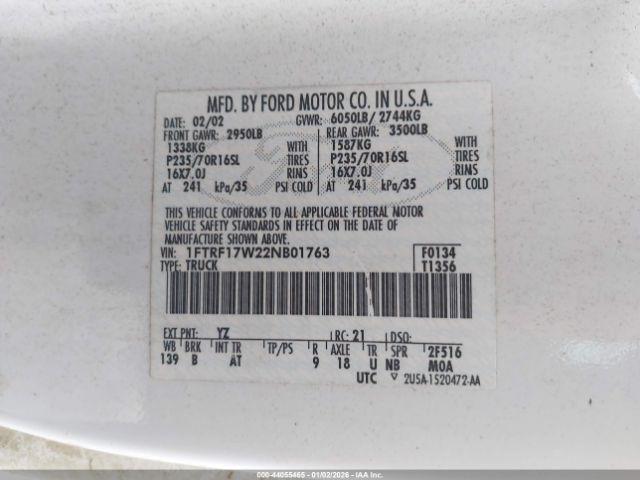 MFD. BY FORD MOTOR CO. IN U.S.A.
DATE: 02/02 GVWR: 6050LB/ 2744KG
FRONT GAWR: 2950LB REAR GAWR: 3500LB
1338KG WITH 1587KG WITH
P235/70R16SL TIRES P235/70R16SL TIRES
16X7.0J RIMS 16X7.0J RIMS
AT 241 kPa/35 PSI COLD AT 241 kPa/35 PSI COLD
THIS VEHICLE CONFORMS TO ALL APPLICABLE FEDERAL MOTOR
VEHICLE SAFETY STANDARDS IN EFFECT ON THE DATE OF
MANUFACTURE SHOWN ABOVE.
VIN: 1FTRF17W22NB01763 F0134
TYPE: TRUCK T1356
EXT PNT: YZ RC: 21 DSO:
WB BRK INT TR TP/PS R AXLE TR SPR 2F516
139 B AT 9 18 U NB MOA
UTC 2U5A-1520472-AA
000-44055465 - 01/02/2026 - IAA Inc.